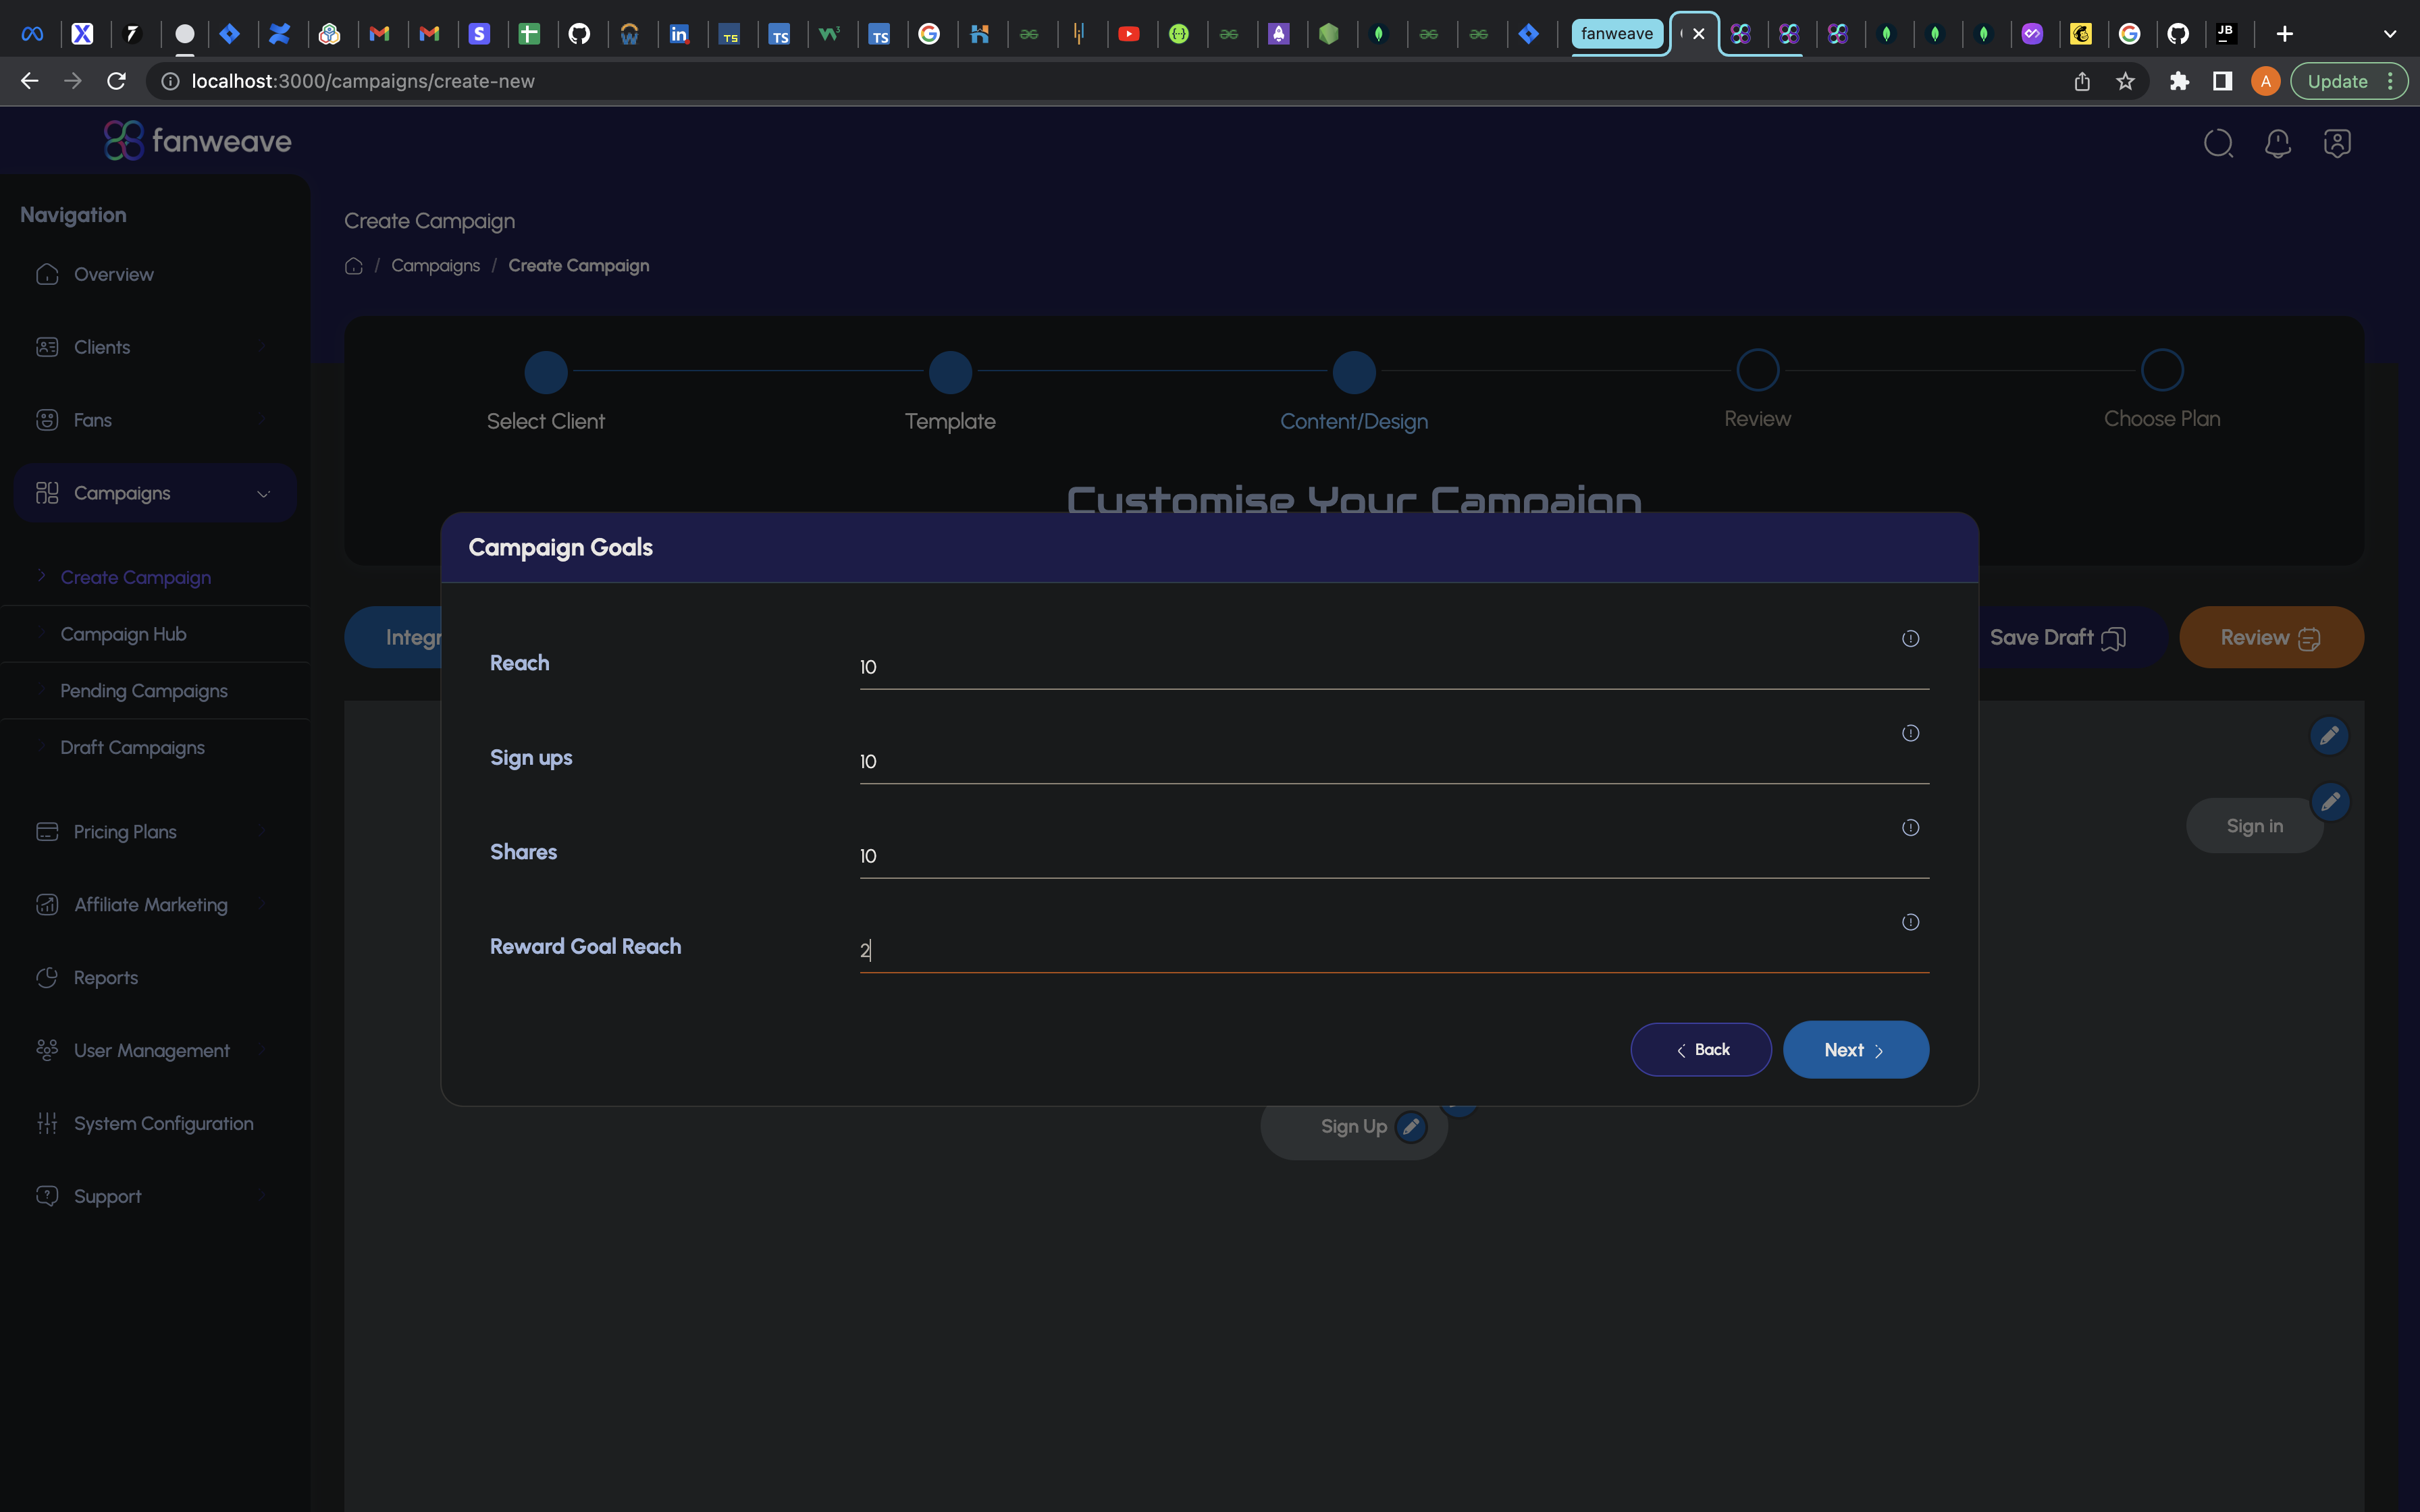 fanweave
localhost:3000/campaigns/create-new
A
Update
fanweave
Navigation
Overview
Clients
Fans
Campaigns
Create Campaign
Campaign Hub
Pending Campaigns
Draft Campaigns
Pricing Plans
Affiliate Marketing
Reports
User Management
System Configuration
Support
Create Campaign
/ Campaigns / Create Campaign
Select Client
Template
Content/Design
Review
Choose Plan
Customise Your Campaign
Integr
Save Draft
Review
Campaign Goals
Reach
10
Sign ups
10
Shares
10
Reward Goal Reach
2
Back
Next
Sign in
Sign Up